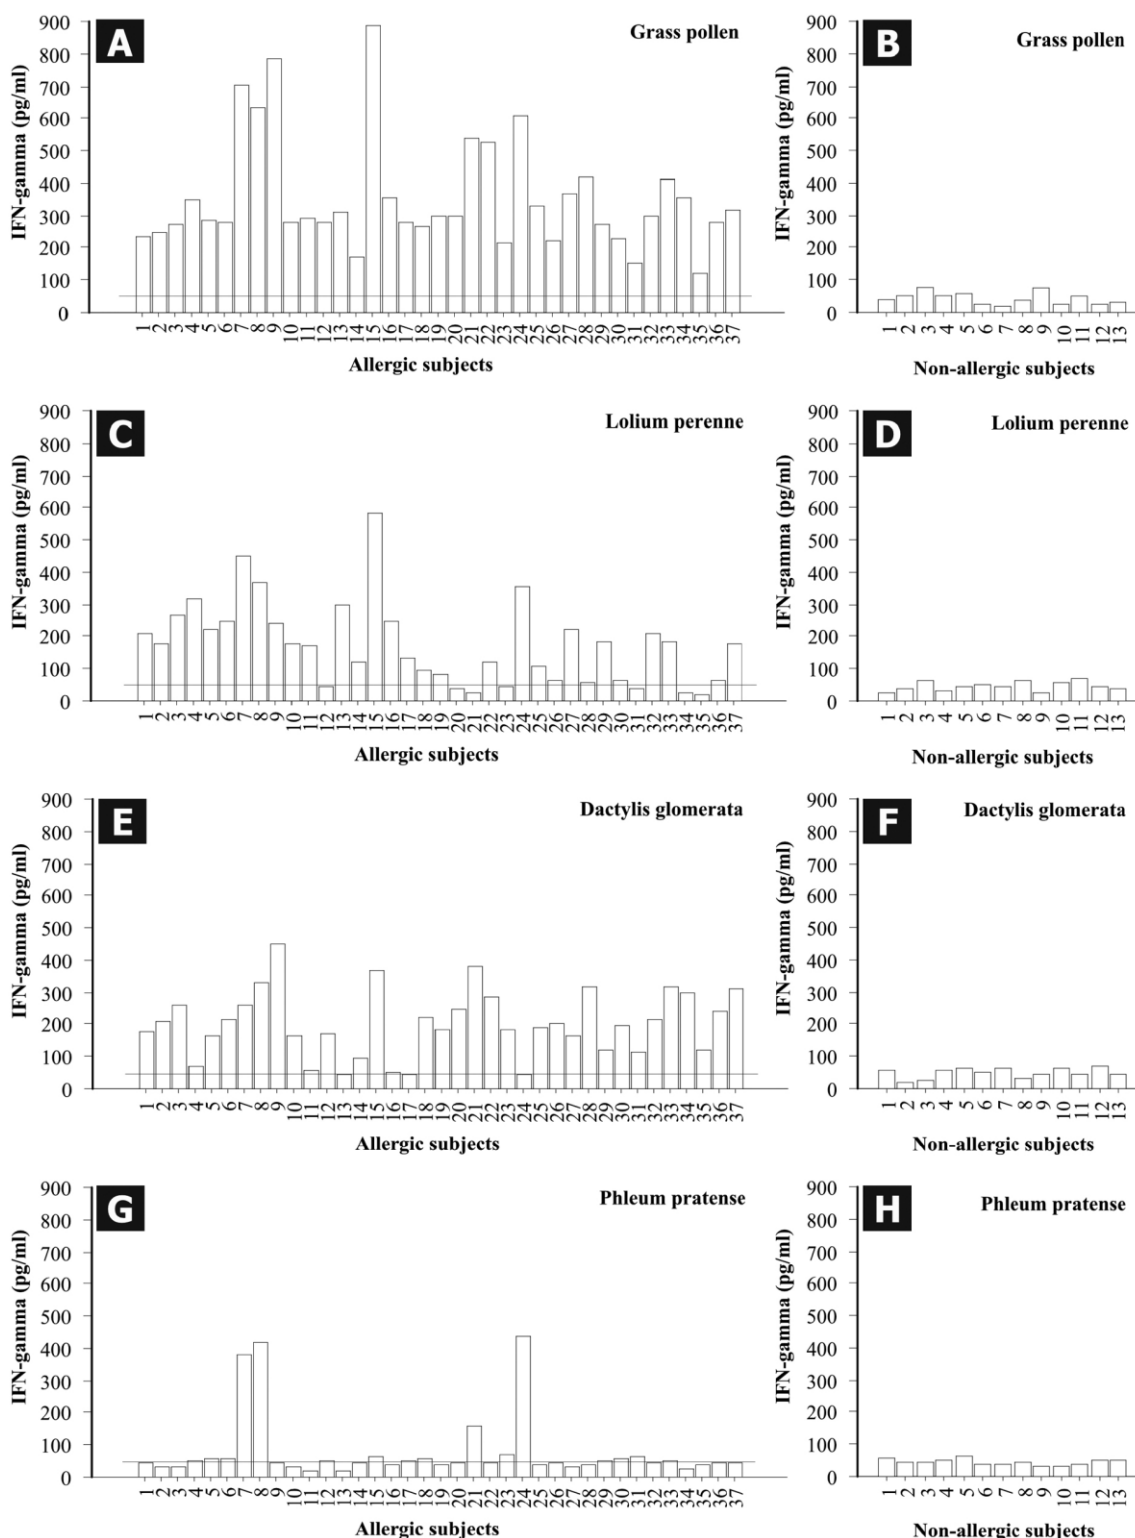 A
Grass pollen
IFN-gamma (pg/ml)
900
800
700
600
500
400
300
200
100
0
1 2 3 4 5 6 7 8 9 10 11 12 13 14 15 16 17 18 19 20 21 22 23 24 25 26 27 28 29 30 31 32 33 34 35 36 37
Allergic subjects
B
Grass pollen
IFN-gamma (pg/ml)
900
800
700
600
500
400
300
200
100
0
1 2 3 4 5 6 7 8 9 10 11 12 13
Non-allergic subjects
C
Lolium perenne
IFN-gamma (pg/ml)
900
800
700
600
500
400
300
200
100
0
1 2 3 4 5 6 7 8 9 10 11 12 13 14 15 16 17 18 19 20 21 22 23 24 25 26 27 28 29 30 31 32 33 34 35 36 37
Allergic subjects
D
Lolium perenne
IFN-gamma (pg/ml)
900
800
700
600
500
400
300
200
100
0
1 2 3 4 5 6 7 8 9 10 11 12 13
Non-allergic subjects
E
Dactylis glomerata
IFN-gamma (pg/ml)
900
800
700
600
500
400
300
200
100
0
1 2 3 4 5 6 7 8 9 10 11 12 13 14 15 16 17 18 19 20 21 22 23 24 25 26 27 28 29 30 31 32 33 34 35 36 37
Allergic subjects
F
Dactylis glomerata
IFN-gamma (pg/ml)
900
800
700
600
500
400
300
200
100
0
1 2 3 4 5 6 7 8 9 10 11 12 13
Non-allergic subjects
G
Phleum pratense
IFN-gamma (pg/ml)
900
800
700
600
500
400
300
200
100
0
1 2 3 4 5 6 7 8 9 10 11 12 13 14 15 16 17 18 19 20 21 22 23 24 25 26 27 28 29 30 31 32 33 34 35 36 37
Allergic subjects
H
Phleum pratense
IFN-gamma (pg/ml)
900
800
700
600
500
400
300
200
100
0
1 2 3 4 5 6 7 8 9 10 11 12 13
Non-allergic subjects